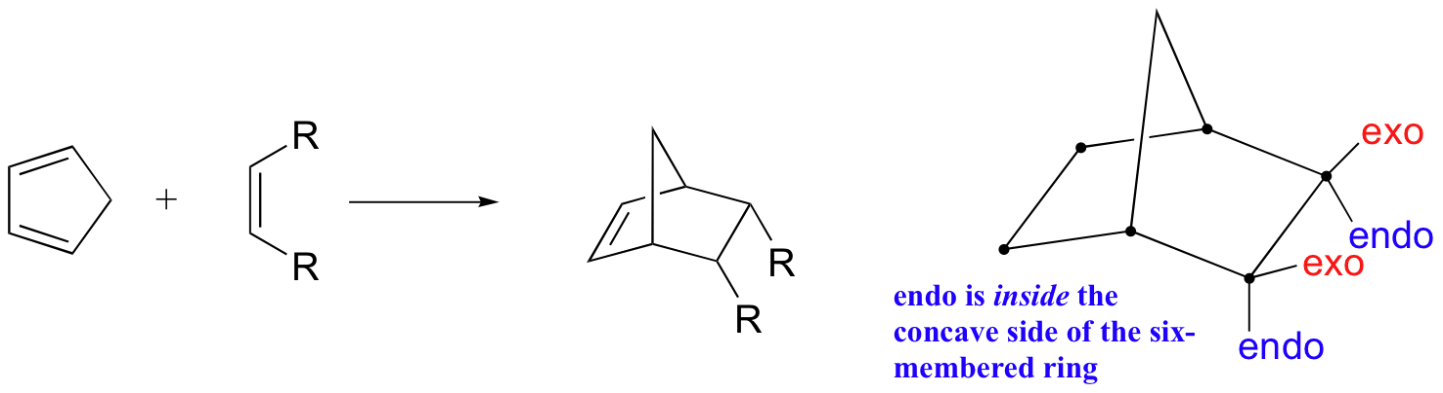 R
+
R
R
R
exo
endo
exo
endo
endo is inside the
concave side of the six-
membered ring